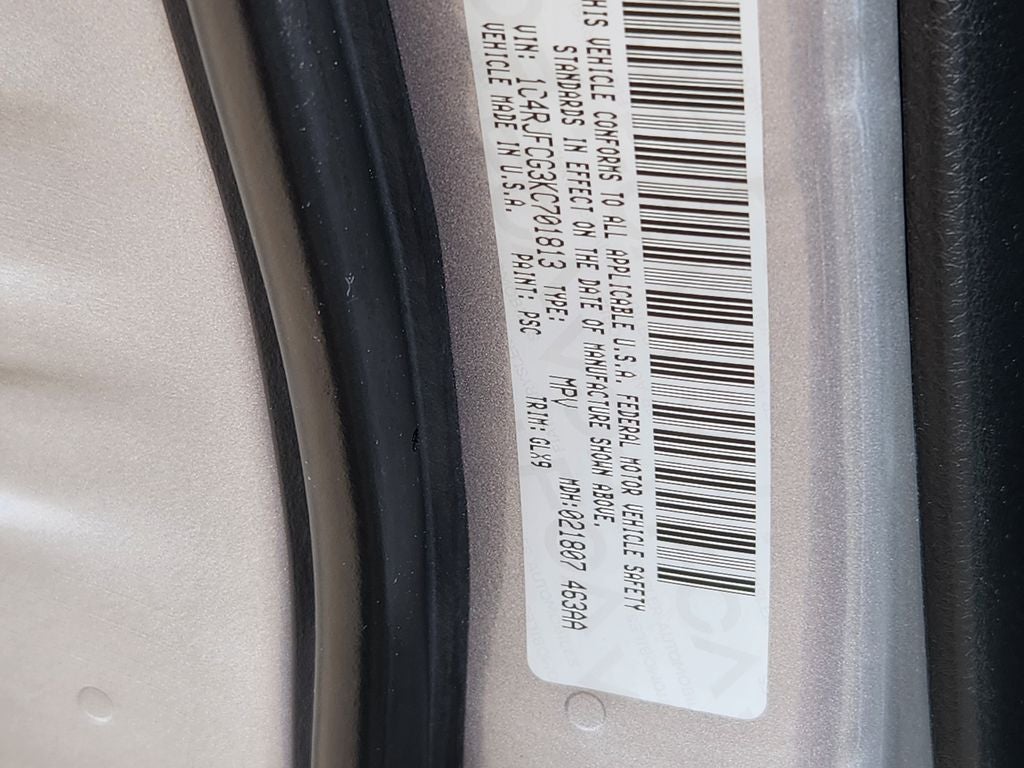 THIS VEHICLE CONFORMS TO ALL APPLICABLE U.S.A. FEDERAL MOTOR VEHICLE SAFETY
STANDARDS IN EFFECT ON THE DATE OF MANUFACTURE SHOWN ABOVE.
VIN: 1C4RJFCG3KC701813 TYPE: MPV MDH:021807 463AA
VEHICLE MADE IN U.S.A. PAINT: PSC TRIM: GLX9